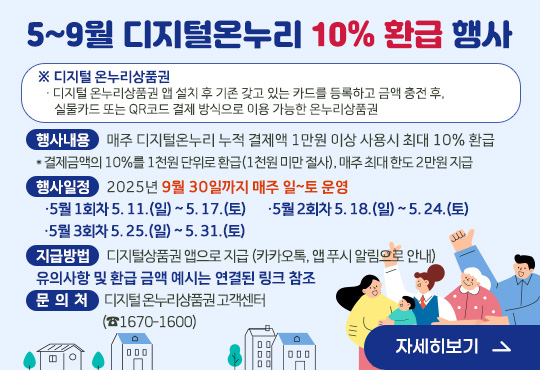 5~9월 디지털온누리 10% 환급 행사
※ 디지털 온누리상품권
· 디지털 온누리상품권 앱 설치 후 기존 갖고 있는 카드를 등록하고 금액 충전 후,
실물카드 또는 QR코드 결제 방식으로 이용 가능한 온누리상품권
행사내용 매주 디지털온누리 누적 결제액 1만원 이상 사용시 최대 10% 환급
* 결제금액의 10%를 1천원 단위로 환급(1천원 미만 절사), 매주 최대 한도 2만원 지급
행사일정 2025년 9월 30일까지 매주 일~토 운영
·5월 1회차 5. 11.(일) ~ 5. 17.(토) ·5월 2회차 5. 18.(일) ~ 5. 24.(토)
·5월 3회차 5. 25.(일) ~ 5. 31.(토)
지급방법 디지털상품권 앱으로 지급 (카카오톡, 앱 푸시 알림으로 안내)
유의사항 및 환급 금액 예시는 연결된 링크 참조
문 의 처 디지털 온누리상품권 고객센터
(☎1670-1600)
자세히보기 →